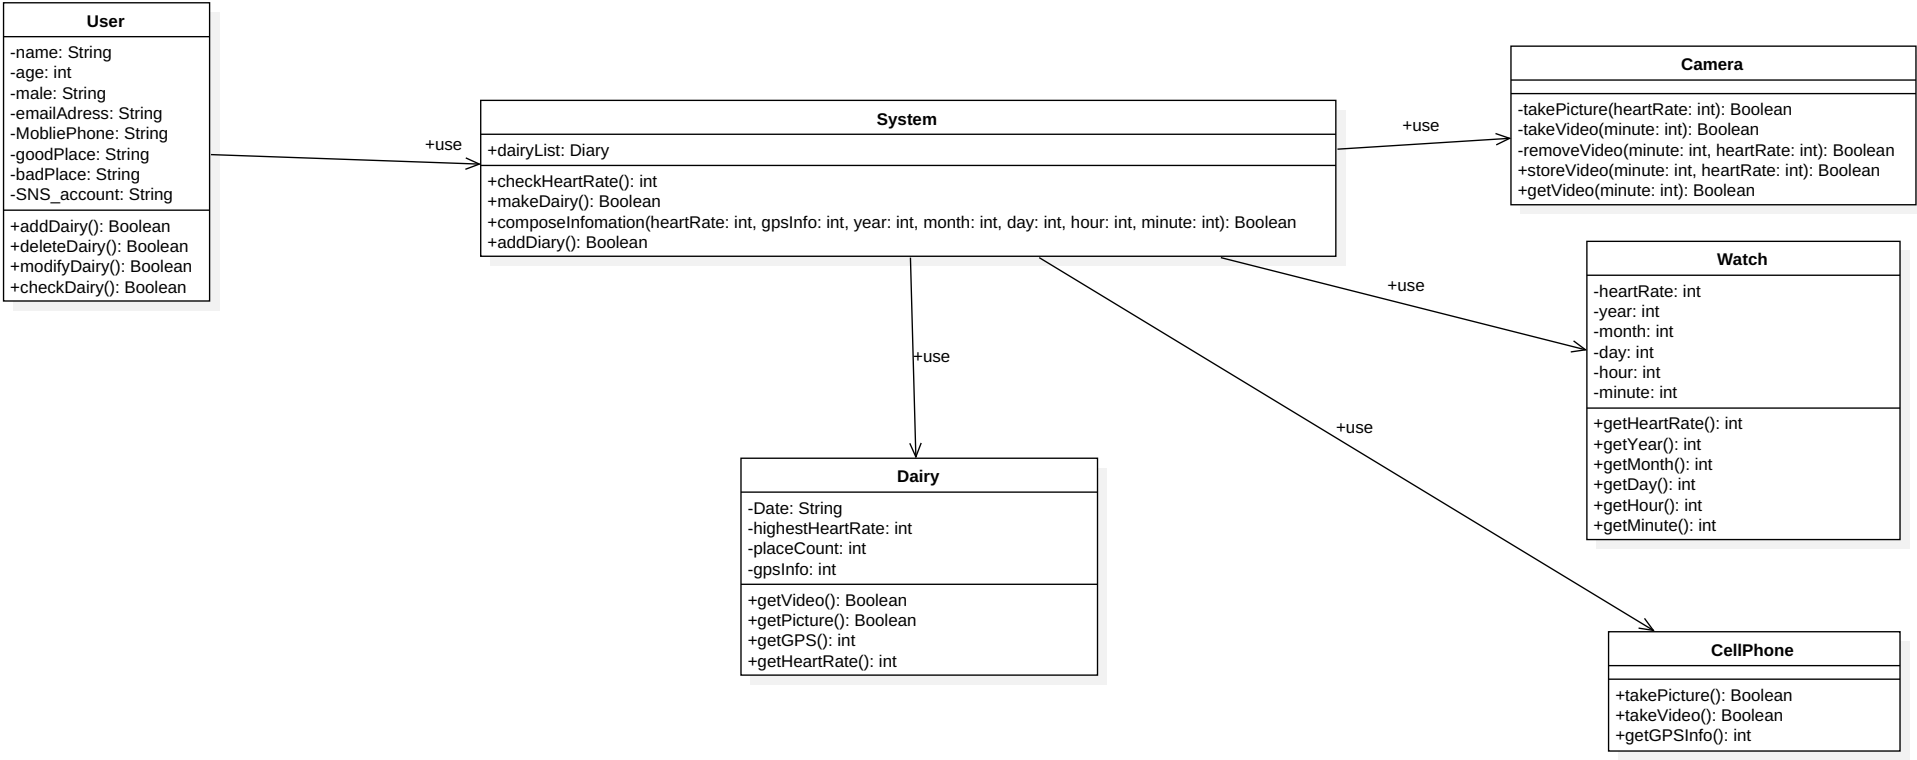 User
-name: String
-age: int
-male: String
-emailAdress: String
-MobliePhone: String
-goodPlace: String
-badPlace: String
-SNS_account: String
+addDairy(): Boolean
+deleteDairy(): Boolean
+modifyDairy(): Boolean
+checkDairy(): Boolean
+use
System
+dairyList: Diary
+checkHeartRate(): int
+makeDairy(): Boolean
+composeInfomation(heartRate: int, gpsInfo: int, year: int, month: int, day: int, hour: int, minute: int): Boolean
+addDiary(): Boolean
+use
Camera
-takePicture(heartRate: int): Boolean
-takeVideo(minute: int): Boolean
-removeVideo(minute: int, heartRate: int): Boolean
+storeVideo(minute: int, heartRate: int): Boolean
+getVideo(minute: int): Boolean
+use
Watch
-heartRate: int
-year: int
-month: int
-day: int
-hour: int
-minute: int
+getHeartRate(): int
+getYear(): int
+getMonth(): int
+getDay(): int
+getHour(): int
+getMinute(): int
+use
Dairy
-Date: String
-highestHeartRate: int
-placeCount: int
-gpsInfo: int
+getVideo(): Boolean
+getPicture(): Boolean
+getGPS(): int
+getHeartRate(): int
+use
CellPhone
+takePicture(): Boolean
+takeVideo(): Boolean
+getGPSInfo(): int